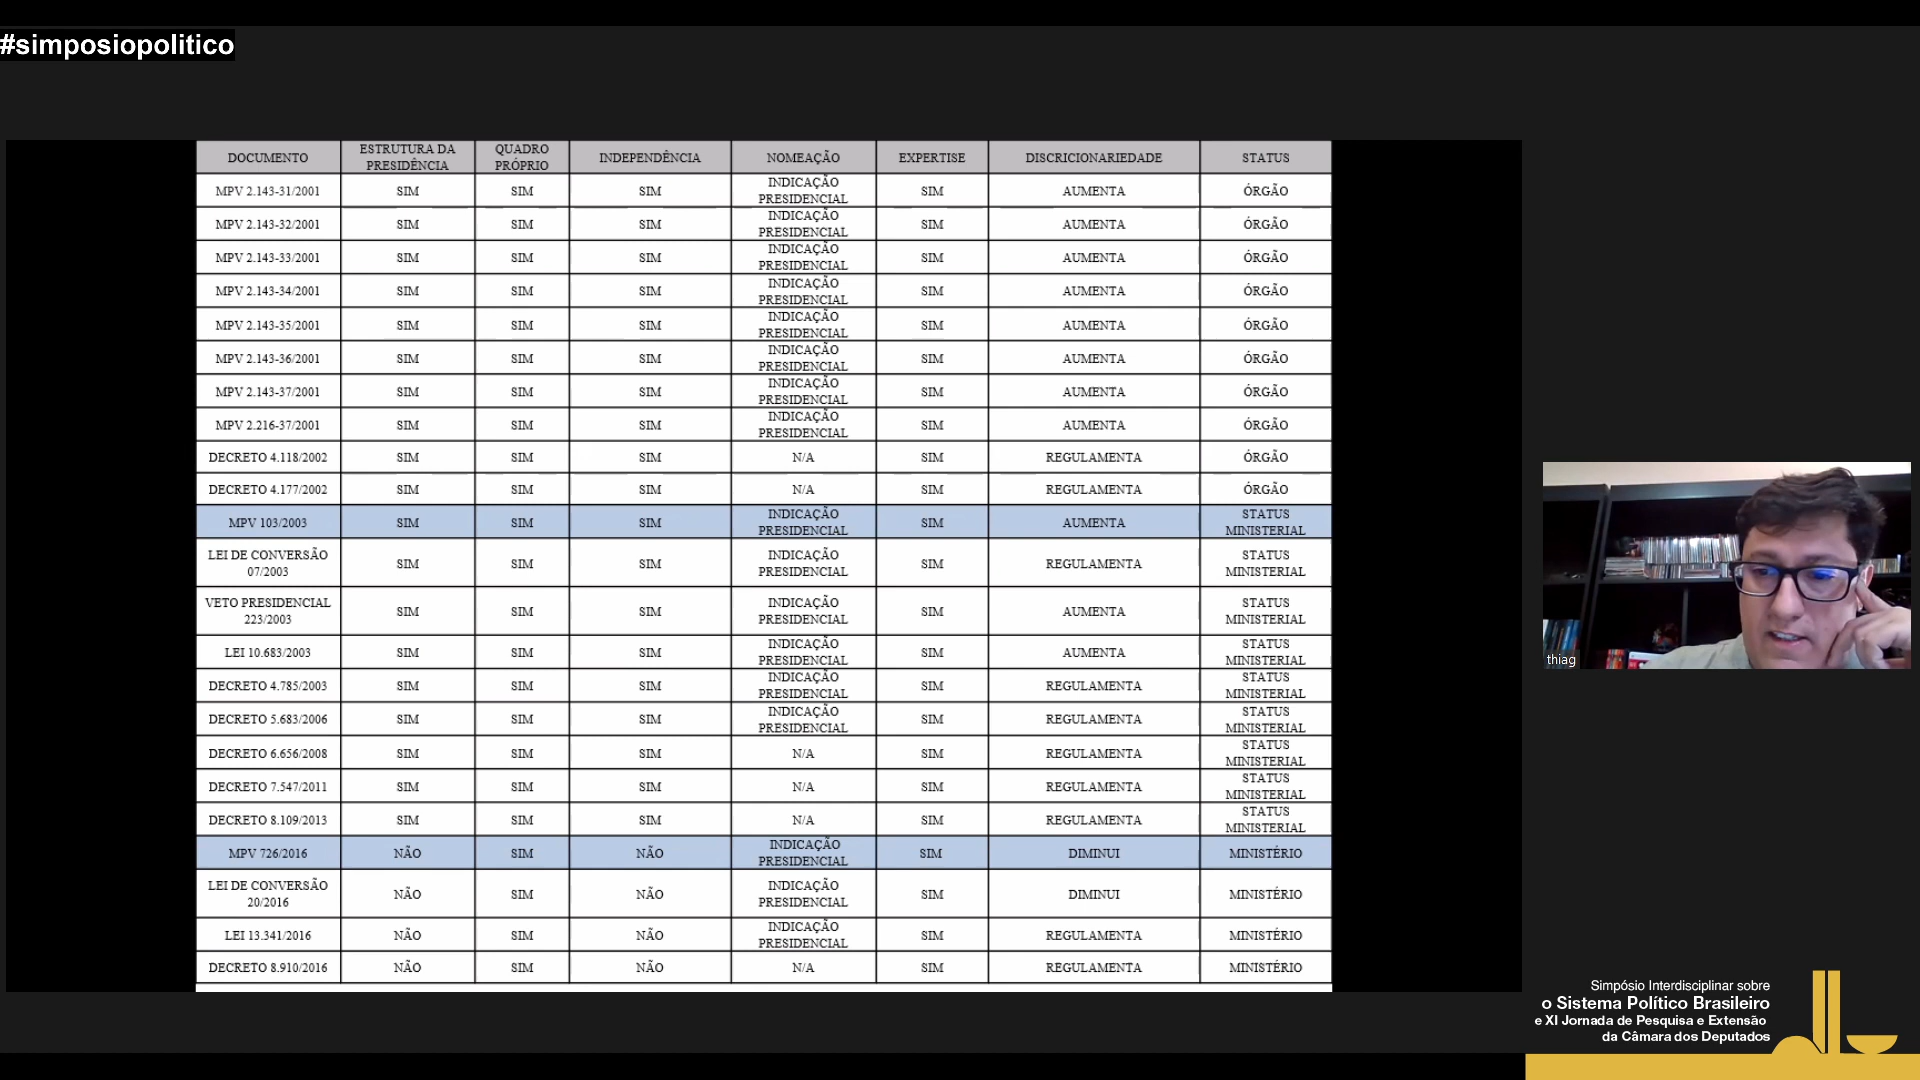 #simposiopolitico
DOCUMENTO ESTRUTURA DA PRESIDÊNCIA QUADRO PRÓPRIO INDEPENDÊNCIA NOMEAÇÃO EXPERTISE DISCRICIONARIEDADE STATUS
MPV 2.143-31/2001 SIM SIM SIM INDICAÇÃO PRESIDENCIAL SIM AUMENTA ÓRGÃO
MPV 2.143-32/2001 SIM SIM SIM INDICAÇÃO PRESIDENCIAL SIM AUMENTA ÓRGÃO
MPV 2.143-33/2001 SIM SIM SIM INDICAÇÃO PRESIDENCIAL SIM AUMENTA ÓRGÃO
MPV 2.143-34/2001 SIM SIM SIM INDICAÇÃO PRESIDENCIAL SIM AUMENTA ÓRGÃO
MPV 2.143-35/2001 SIM SIM SIM INDICAÇÃO PRESIDENCIAL SIM AUMENTA ÓRGÃO
MPV 2.143-36/2001 SIM SIM SIM INDICAÇÃO PRESIDENCIAL SIM AUMENTA ÓRGÃO
MPV 2.143-37/2001 SIM SIM SIM INDICAÇÃO PRESIDENCIAL SIM AUMENTA ÓRGÃO
MPV 2.216-37/2001 SIM SIM SIM INDICAÇÃO PRESIDENCIAL SIM AUMENTA ÓRGÃO
DECRETO 4.118/2002 SIM SIM SIM N/A SIM REGULAMENTA ÓRGÃO
DECRETO 4.177/2002 SIM SIM SIM N/A SIM REGULAMENTA ÓRGÃO
MPV 103/2003 SIM SIM SIM INDICAÇÃO PRESIDENCIAL SIM AUMENTA STATUS MINISTERIAL
LEI DE CONVERSÃO 07/2003 SIM SIM SIM INDICAÇÃO PRESIDENCIAL SIM REGULAMENTA STATUS MINISTERIAL
VETO PRESIDENCIAL 223/2003 SIM SIM SIM INDICAÇÃO PRESIDENCIAL SIM AUMENTA STATUS MINISTERIAL
LEI 10.683/2003 SIM SIM SIM INDICAÇÃO PRESIDENCIAL SIM AUMENTA STATUS MINISTERIAL
DECRETO 4.785/2003 SIM SIM SIM INDICAÇÃO PRESIDENCIAL SIM REGULAMENTA STATUS MINISTERIAL
DECRETO 5.683/2006 SIM SIM SIM INDICAÇÃO PRESIDENCIAL SIM REGULAMENTA STATUS MINISTERIAL
DECRETO 6.656/2008 SIM SIM SIM N/A SIM REGULAMENTA STATUS MINISTERIAL
DECRETO 7.547/2011 SIM SIM SIM N/A SIM REGULAMENTA STATUS MINISTERIAL
DECRETO 8.109/2013 SIM SIM SIM N/A SIM REGULAMENTA STATUS MINISTERIAL
MPV 726/2016 NÃO SIM NÃO INDICAÇÃO PRESIDENCIAL SIM DIMINUI MINISTÉRIO
LEI DE CONVERSÃO 20/2016 NÃO SIM NÃO INDICAÇÃO PRESIDENCIAL SIM DIMINUI MINISTÉRIO
LEI 13.341/2016 NÃO SIM NÃO INDICAÇÃO PRESIDENCIAL SIM REGULAMENTA MINISTÉRIO
DECRETO 8.910/2016 NÃO SIM NÃO N/A SIM REGULAMENTA MINISTÉRIO
thiag
Simpósio Interdisciplinar sobre
o Sistema Político Brasileiro
e XI Jornada de Pesquisa e Extensão
da Câmara dos Deputados